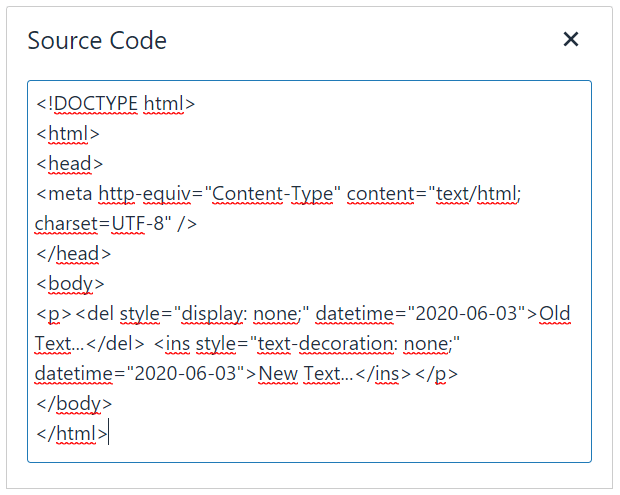 Source Code
<!DOCTYPE html>
<html>
<head>
<meta http-equiv="Content-Type" content="text/html;
charset=UTF-8" />
</head>
<body>
<p><del style="display: none;" datetime="2020-06-03">Old
Text...</del> <ins style="text-decoration: none;"
datetime="2020-06-03">New Text...</ins></p>
</body>
</html>